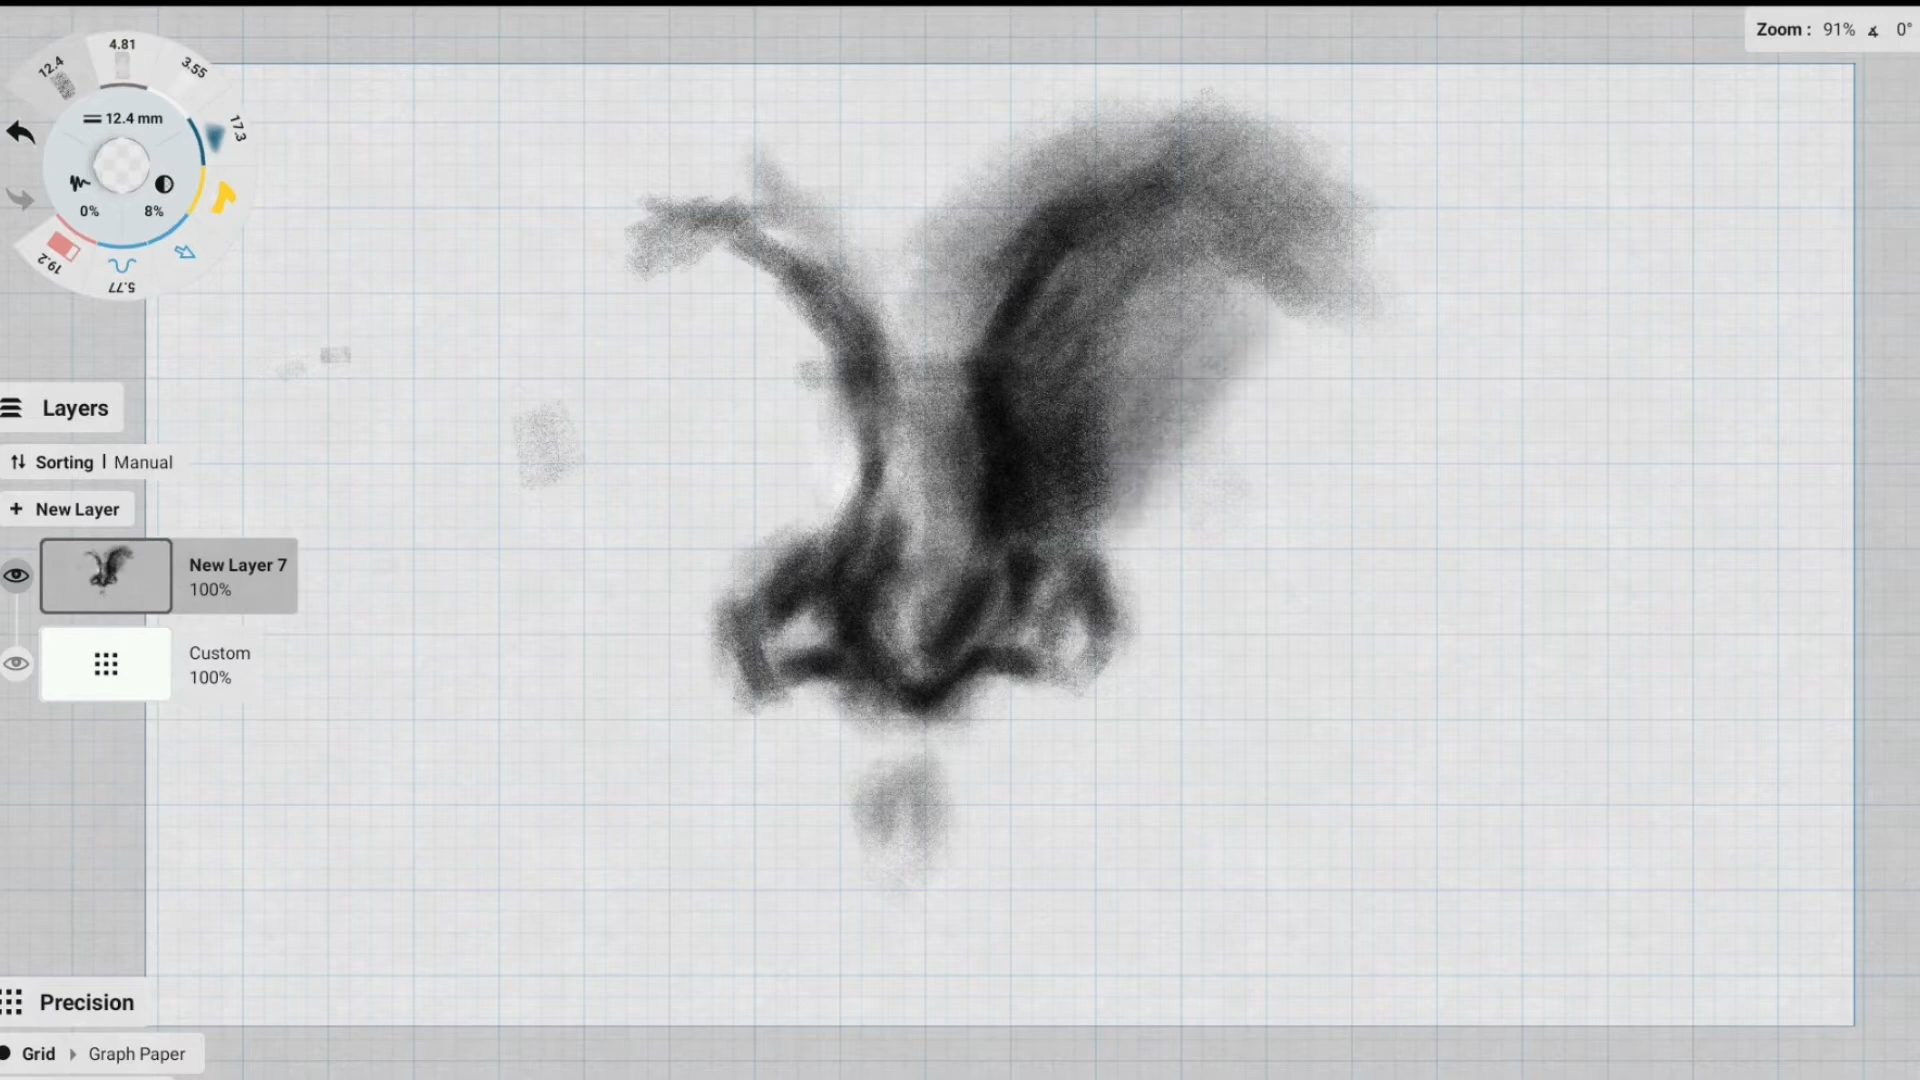 Zoom : 91% 0°
4.81
12.4
3.55
12.4 mm
17.3
0%
8%
19.2
5.77
Layers
Sorting | Manual
+ New Layer
New Layer 7
100%
Custom
100%
Precision
Grid Graph Paper